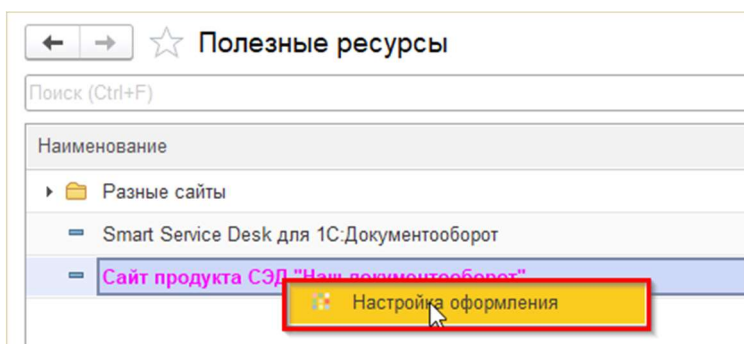 Полезные ресурсы
Поиск (Ctrl+F)
Наименование
Разные сайты
Smart Service Desk для 1С:Документооборот
Сайт продукта СЭД "Наш документооборот"
Настройка оформления